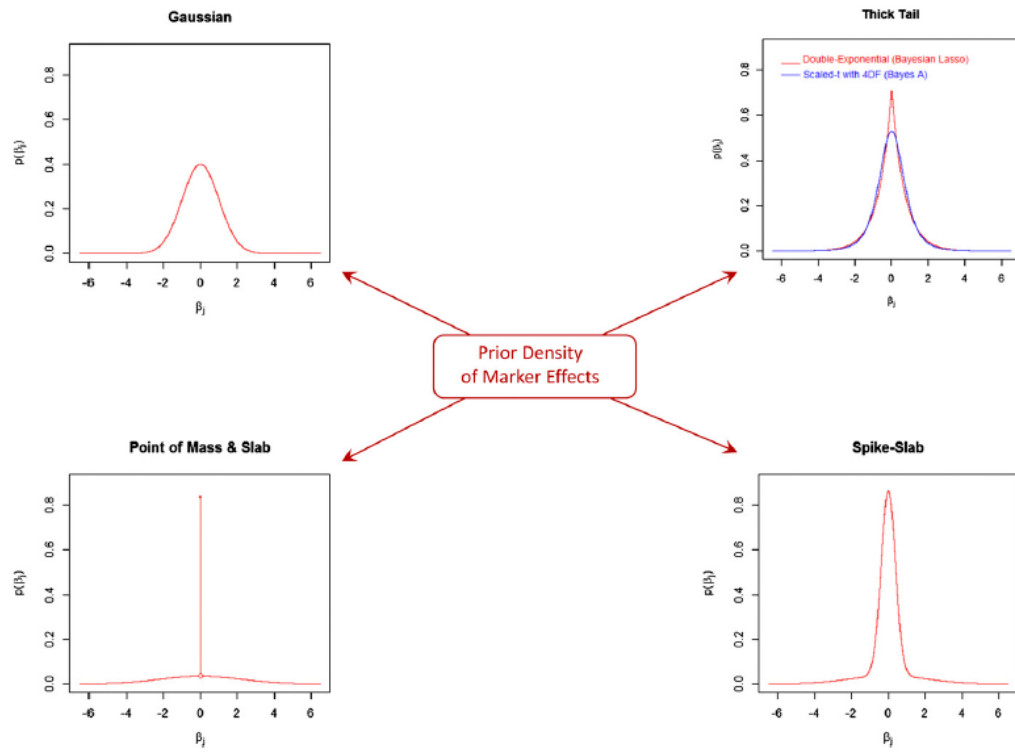 Gaussian
p(βj)
0.0 0.2 0.4 0.6 0.8
-6 -4 -2 0 2 4 6
βj
Thick Tail
Double-Exponential (Bayesian Lasso)
Scaled-t with 4DF (Bayes A)
p(βj)
0.0 0.2 0.4 0.6 0.8
-6 -4 -2 0 2 4 6
βj
Prior Density
of Marker Effects
Point of Mass & Slab
p(βj)
0.0 0.2 0.4 0.6 0.8
-6 -4 -2 0 2 4 6
βj
Spike-Slab
p(βj)
0.0 0.2 0.4 0.6 0.8
-6 -4 -2 0 2 4 6
βj